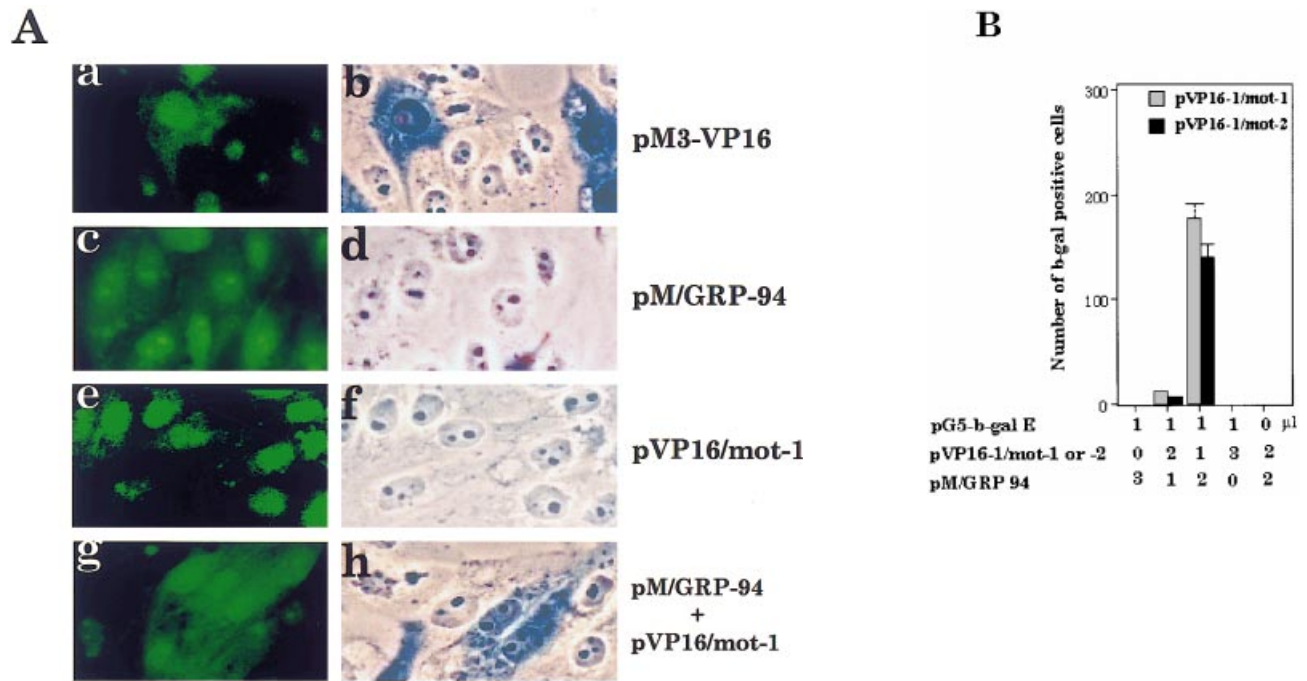 A
a
b
pM3-VP16
c
d
pM/GRP-94
e
f
pVP16/mot-1
g
h
pM/GRP-94
+
pVP16/mot-1
B
300
200
100
0
Number of b-gal positive cells
pVP16-1/mot-1
pVP16-1/mot-2
pG5-b-gal E 1 1 1 1 0 µl
pVP16-1/mot-1 or -2 0 2 1 3 2
pM/GRP 94 3 1 2 0 2